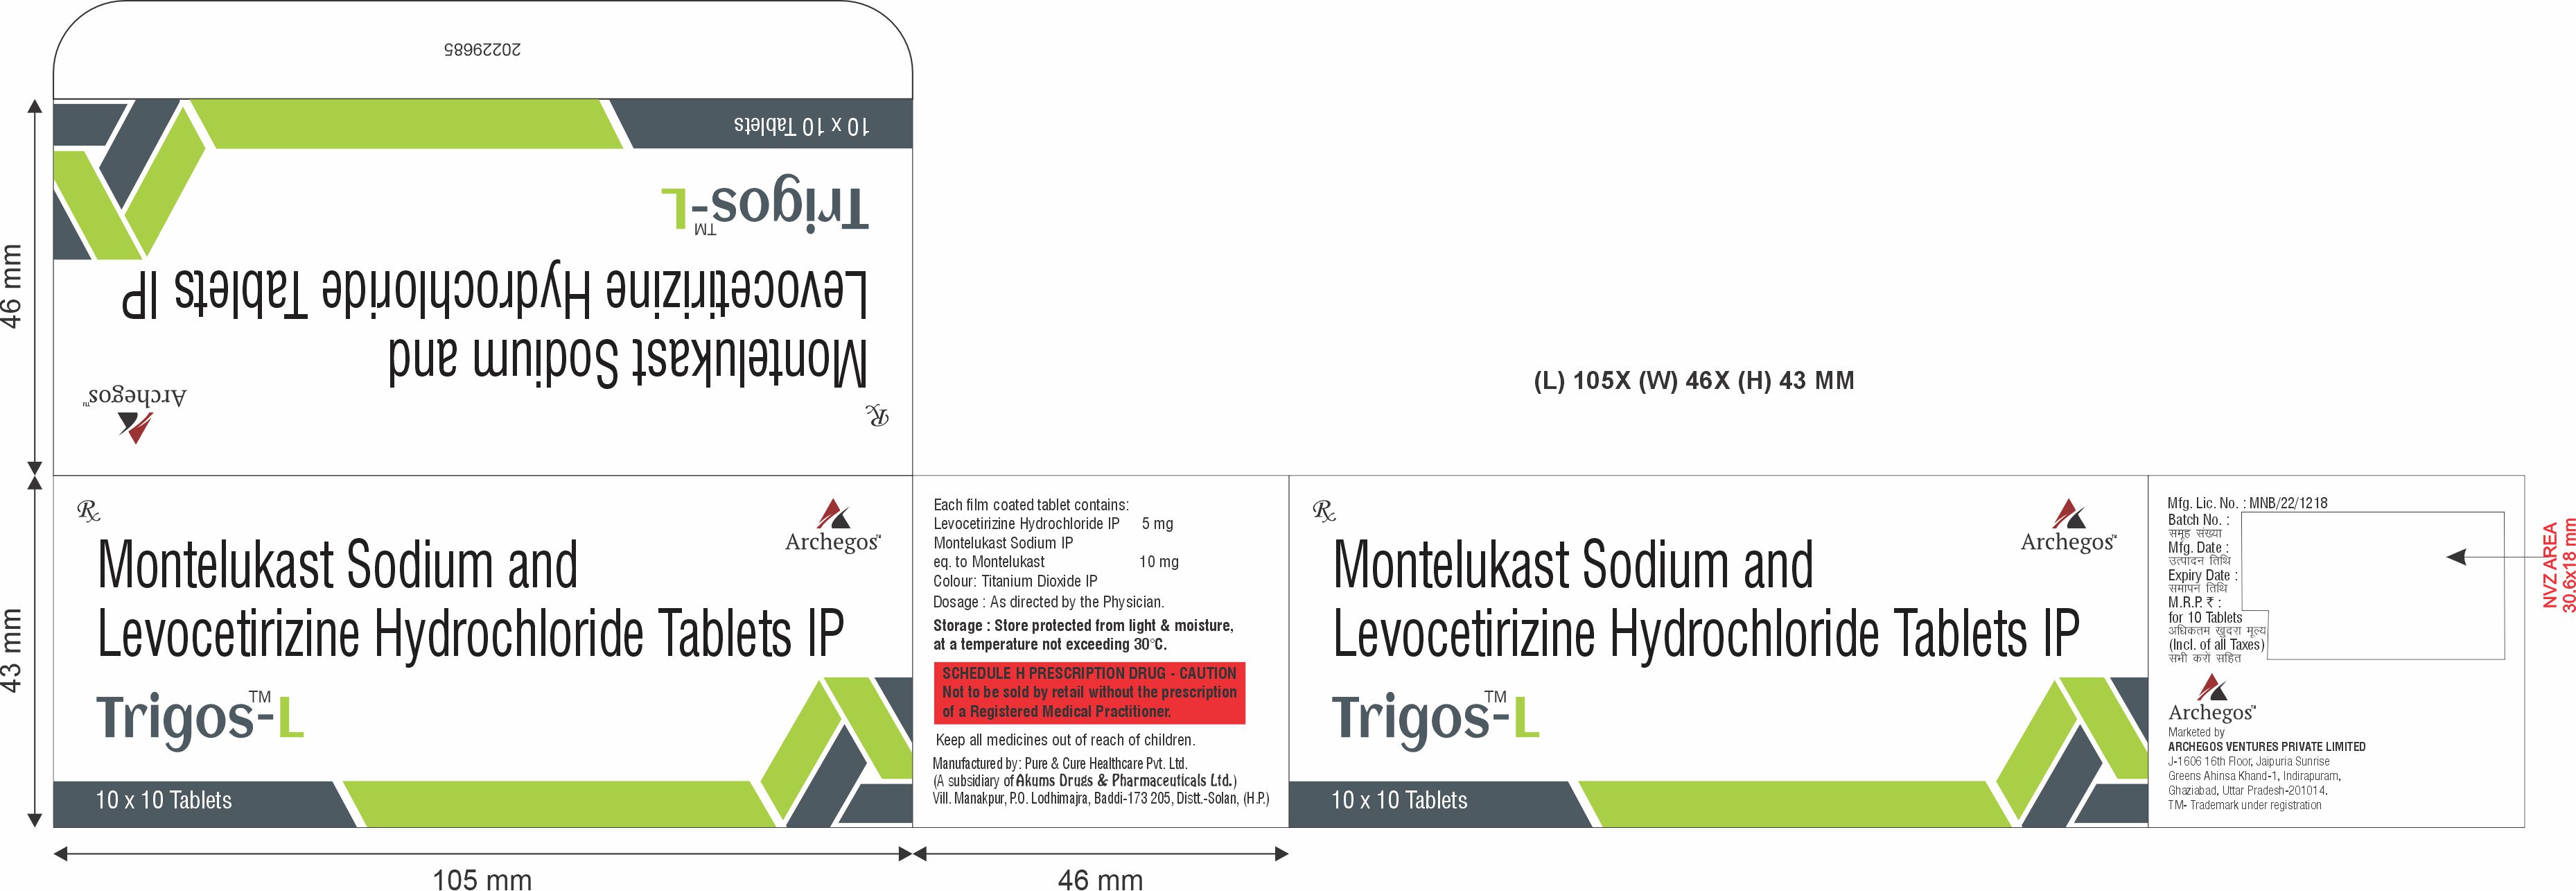 20229685
10 x 10 Tablets
Trigos-L
TM
Levocetirizine Hydrochloride Tablets IP
Montelukast Sodium and
Archegos™
Rx
46 mm
(L) 105X (W) 46X (H) 43 MM
43 mm
Rx
Archegos™
Montelukast Sodium and
Levocetirizine Hydrochloride Tablets IP
Trigos-L
TM
10 x 10 Tablets
105 mm
Each film coated tablet contains:
Levocetirizine Hydrochloride IP 5 mg
Montelukast Sodium IP
eq. to Montelukast 10 mg
Colour: Titanium Dioxide IP
Dosage : As directed by the Physician.
Storage : Store protected from light & moisture,
at a temperature not exceeding 30°C.
SCHEDULE H PRESCRIPTION DRUG - CAUTION
Not to be sold by retail without the prescription
of a Registered Medical Practitioner.
Keep all medicines out of reach of children.
Manufactured by: Pure & Cure Healthcare Pvt. Ltd.
(A subsidiary of Akums Drugs & Pharmaceuticals Ltd.)
Vill. Manakpur, P.O. Lodhimajra, Baddi-173 205, Distt.-Solan, (H.P.)
46 mm
Rx
Archegos™
Montelukast Sodium and
Levocetirizine Hydrochloride Tablets IP
Trigos-L
TM
10 x 10 Tablets
Mfg. Lic. No. : MNB/22/1218
Batch No. :
समूह संख्या
Mfg. Date :
उत्पादन तिथि
Expiry Date :
समापन तिथि
M.R.P. ₹ :
for 10 Tablets
अधिकतम खुदरा मूल्य
(Incl. of all Taxes)
सभी करों सहित
Archegos™
Marketed by
ARCHEGOS VENTURES PRIVATE LIMITED
J-1606 16th Floor, Jaipuria Sunrise
Greens Ahinsa Khand-1, Indirapuram,
Ghaziabad, Uttar Pradesh-201014.
TM- Trademark under registration
NVZ AREA
30.6x18 mm